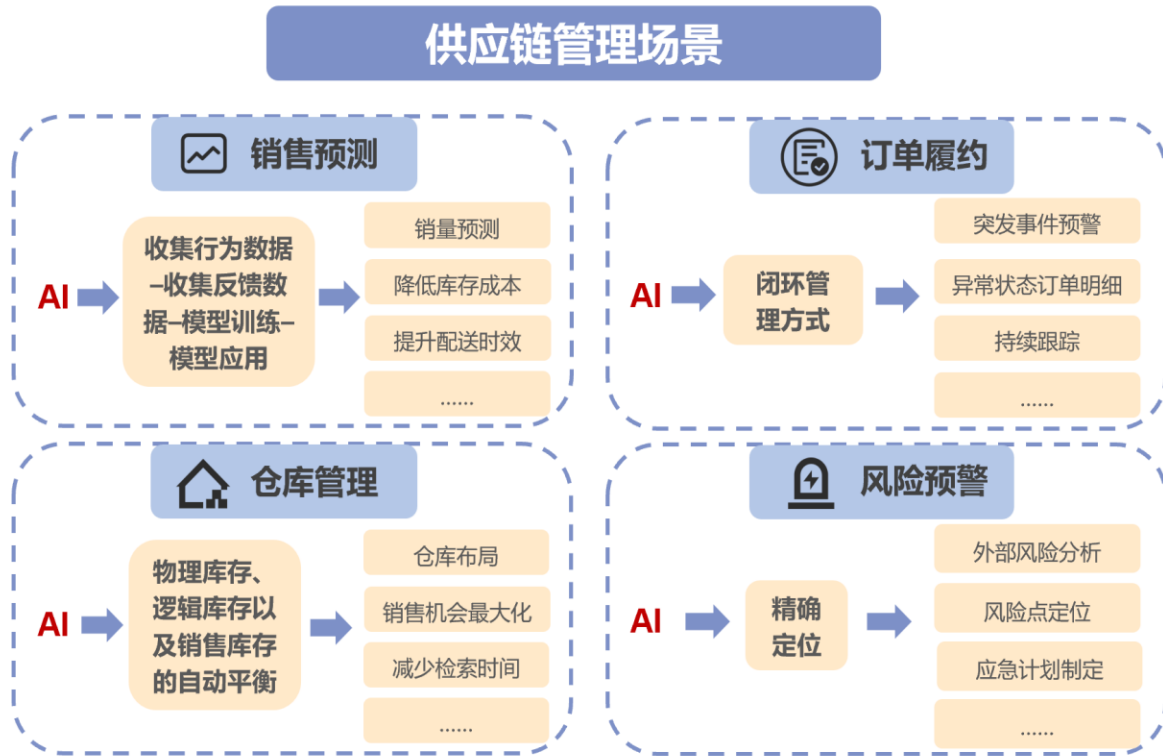 供应链管理场景
销售预测
AI
收集行为数据
–收集反馈数
据–模型训练–
模型应用
销量预测
降低库存成本
提升配送时效
......
订单履约
AI
闭环管
理方式
突发事件预警
异常状态订单明细
持续跟踪
......
仓库管理
AI
物理库存、
逻辑库存以
及销售库存
的自动平衡
仓库布局
销售机会最大化
减少检索时间
......
风险预警
AI
精确
定位
外部风险分析
风险点定位
应急计划制定
......